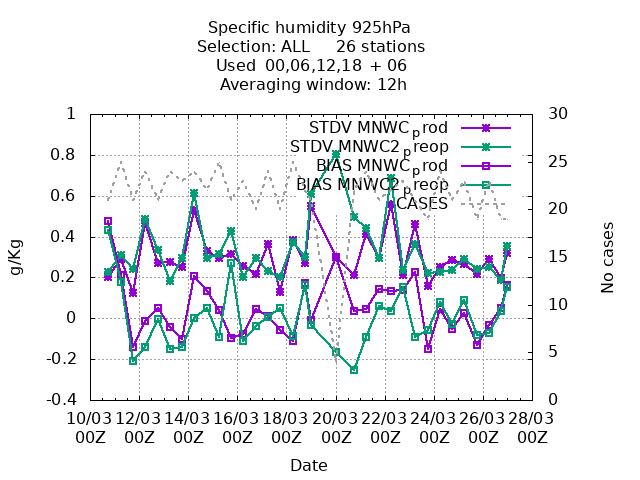 Specific humidity 925hPa
Selection: ALL 26 stations
Used 00,06,12,18 + 06
Averaging window: 12h
STDV MNWC_prod
STDV MNWC2_preop
BIAS MNWC_prod
BIAS MNWC2_preop
CASES
g/Kg
1
0.8
0.6
0.4
0.2
0
-0.2
-0.4
30
25
20
15
10
5
0
No cases
10/03 12/03 14/03 16/03 18/03 20/03 22/03 24/03 26/03 28/03
00Z 00Z 00Z 00Z 00Z 00Z 00Z 00Z 00Z 00Z
Date